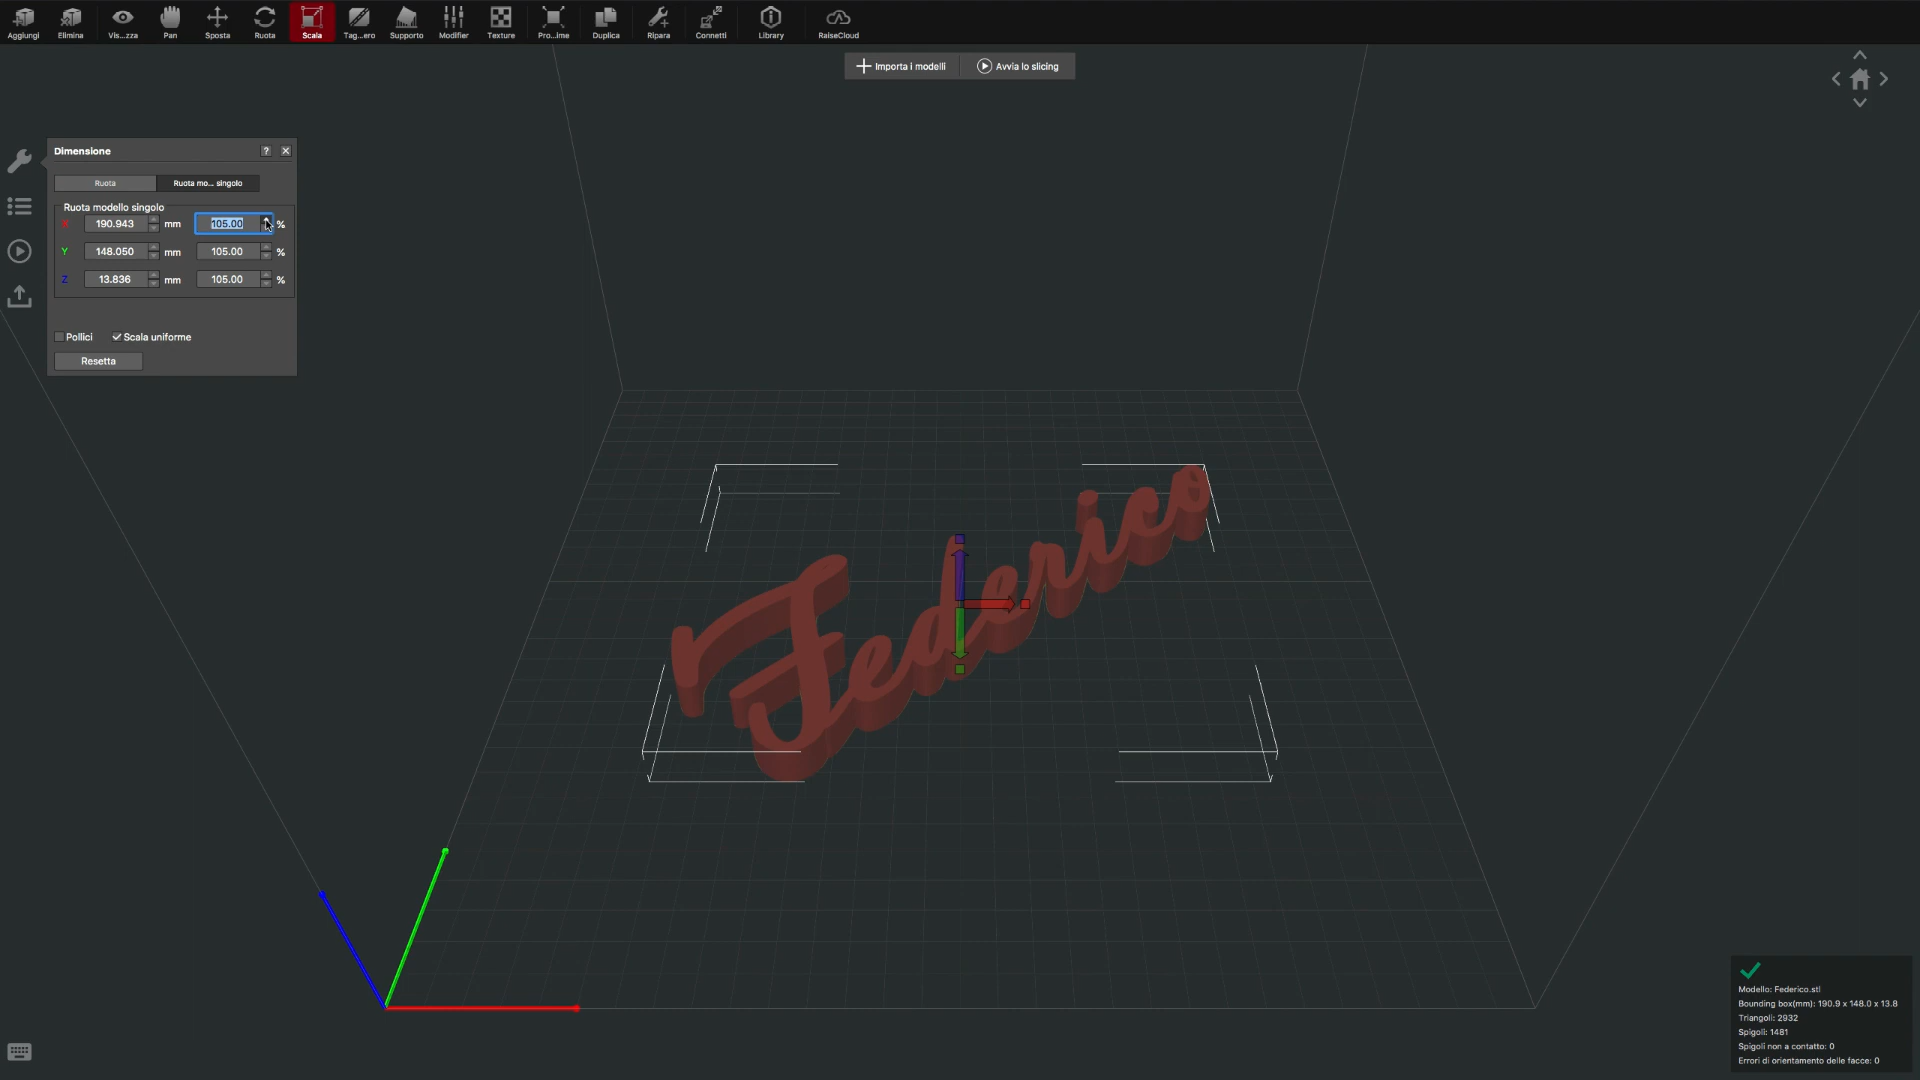 Aggiungi
Elimina
Vis...zza
Pan
Sposta
Ruota
Scala
Tag...ero
Supporto
Modifier
Texture
Pro...ime
Duplica
Ripara
Connetti
Library
RaiseCloud
Importa i modelli
Avvia lo slicing
Dimensione
?
Ruota
Ruota mo... singolo
Ruota modello singolo
X 190.943 mm 105.00 %
Y 148.050 mm 105.00 %
Z 13.836 mm 105.00 %
Pollici
Scala uniforme
Resetta
Federico
Modello: Federico.stl
Bounding box(mm): 190.9 x 148.0 x 13.8
Triangoli: 2932
Spigoli: 1481
Spigoli non a contatto: 0
Errori di orientamento delle facce: 0